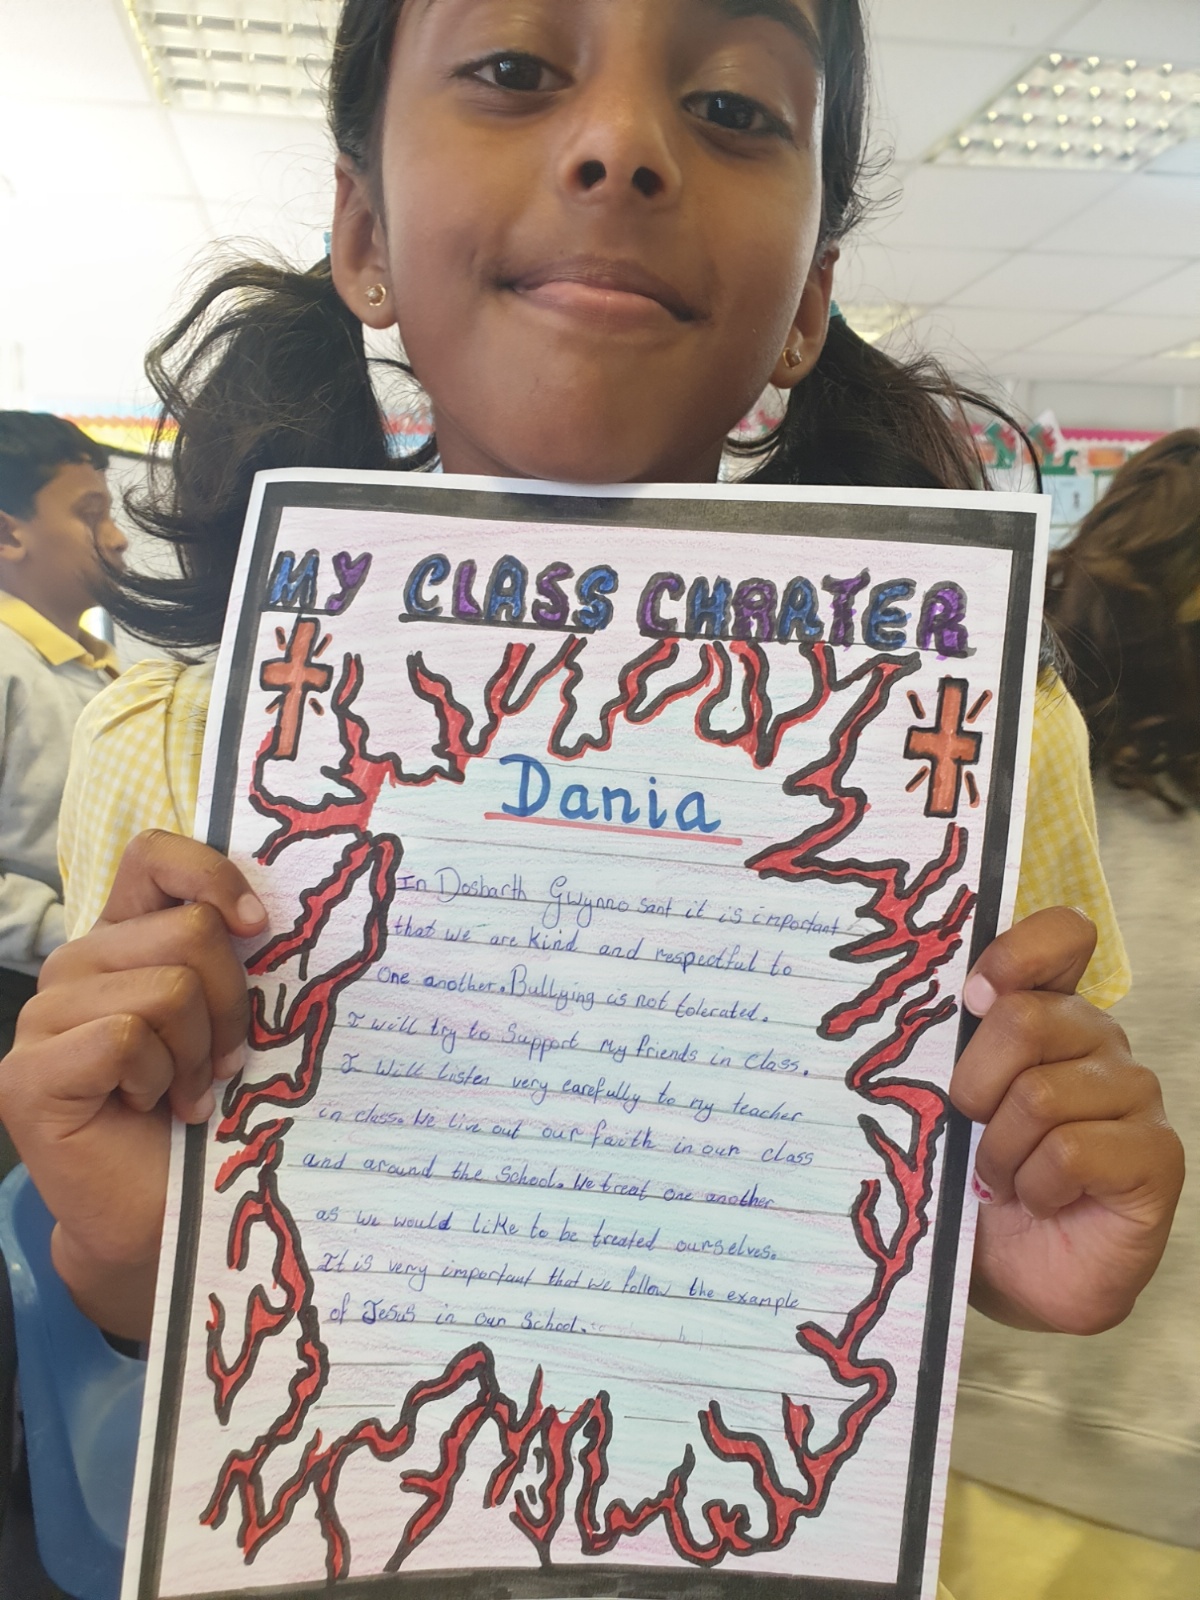 MY CLASS CHARTER
Dania
In Dosbarth Gwynno sant it is important
that we are kind and respectful to
one another. Bullying is not tolerated.
I will try to support my friends in class.
I will listen very carefully to my teacher
in class. We live out our faith in our class
and around the school. We treat one another
as we would like to be treated ourselves.
It is very important that we follow the example
of Jesus in our school.